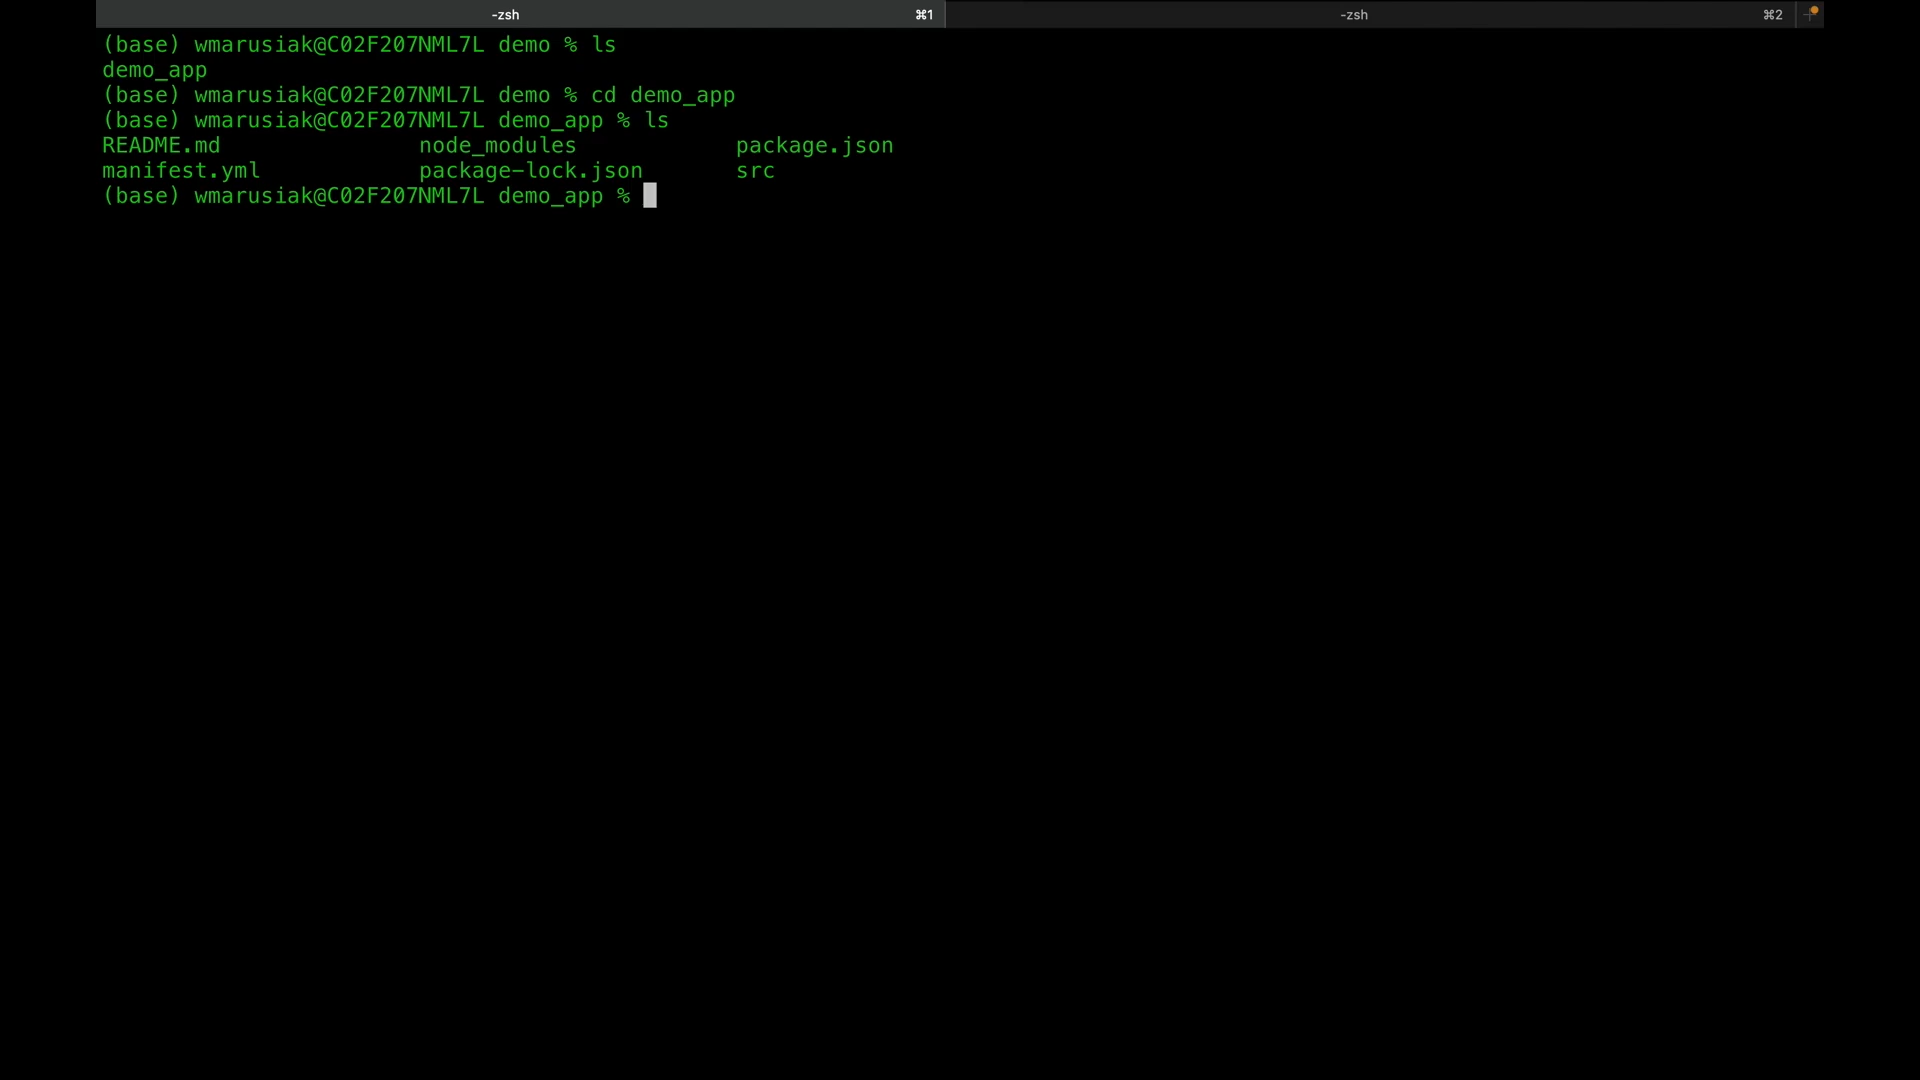 -zsh ⌘1 -zsh ⌘2
(base) wmarusiak@C02F207NML7L demo % ls
demo_app
(base) wmarusiak@C02F207NML7L demo % cd demo_app
(base) wmarusiak@C02F207NML7L demo_app % ls
README.md node_modules package.json
manifest.yml package-lock.json src
(base) wmarusiak@C02F207NML7L demo_app %